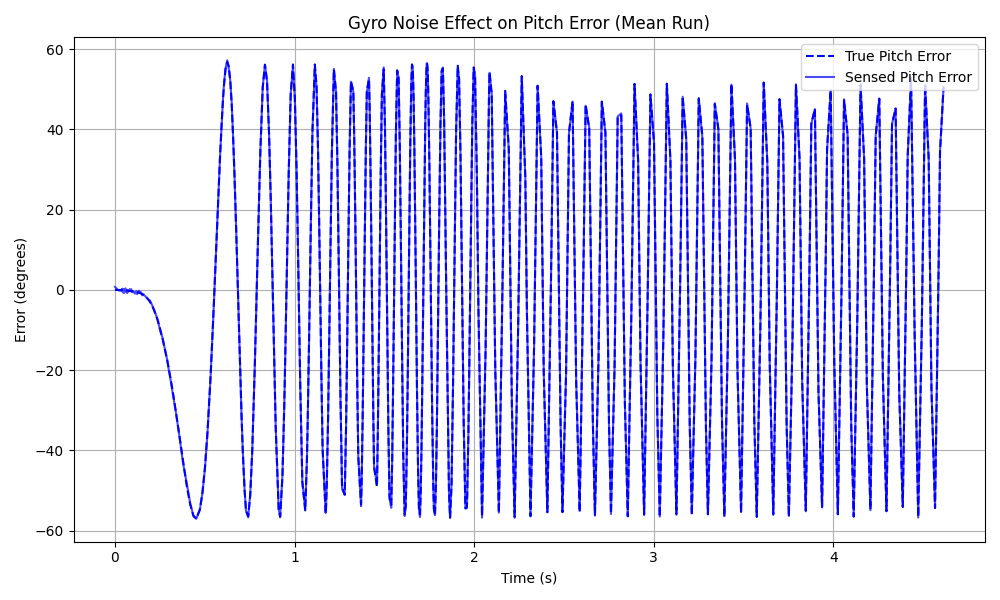 Gyro Noise Effect on Pitch Error (Mean Run)
True Pitch Error
Sensed Pitch Error
Error (degrees)
60
40
20
0
−20
−40
−60
0 1 2 3 4
Time (s)